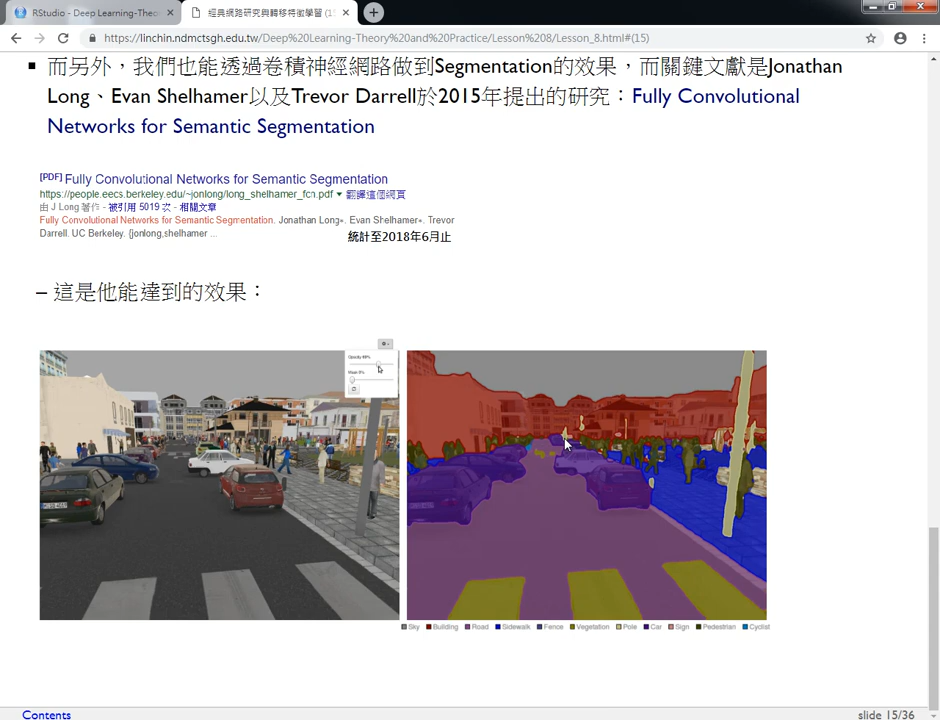 RStudio - Deep Learning-Theo
經典網路研究與轉移特徵學習 (15
https://linchin.ndmctsgh.edu.tw/Deep%20Learning-Theory%20and%20Practice/Lesson%208/Lesson_8.html#(15)
▪ 而另外，我們也能透過卷積神經網路做到Segmentation的效果，而關鍵文獻是Jonathan
Long、Evan Shelhamer以及Trevor Darrell於2015年提出的研究：Fully Convolutional
Networks for Semantic Segmentation
[PDF] Fully Convolutional Networks for Semantic Segmentation
https://people.eecs.berkeley.edu/~jonlong/long_shelhamer_fcn.pdf ▾ 翻譯這個網頁
由 J Long 著作 - 被引用 5019 次 - 相關文章
Fully Convolutional Networks for Semantic Segmentation. Jonathan Long∗. Evan Shelhamer∗. Trevor
Darrell. UC Berkeley. {jonlong,shelhamer ...
統計至2018年6月止
– 這是他能達到的效果：
Sky Building Road Sidewalk Fence Vegetation Pole Car Sign Pedestrian Cyclist
Contents
slide 15/36